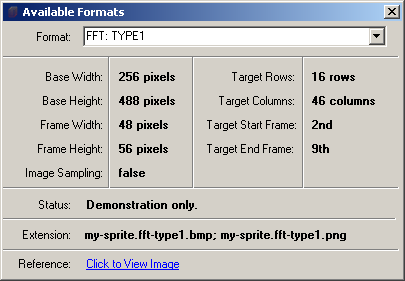 Available Formats
Format: FFT: TYPE1
Base Width: 256 pixels Target Rows: 16 rows
Base Height: 488 pixels Target Columns: 46 columns
Frame Width: 48 pixels Target Start Frame: 2nd
Frame Height: 56 pixels Target End Frame: 9th
Image Sampling: false
Status: Demonstration only.
Extension: my-sprite.fft-type1.bmp; my-sprite.fft-type1.png
Reference: Click to View Image